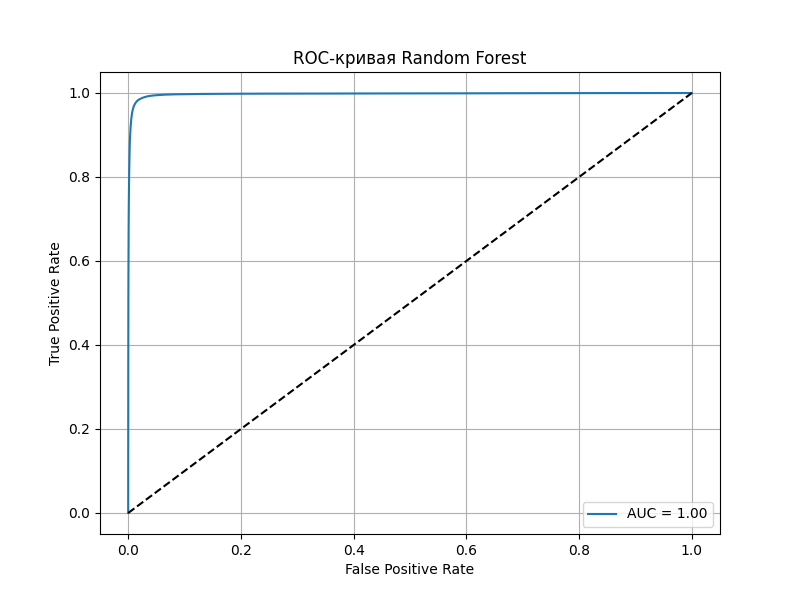 ROC-кривая Random Forest
True Positive Rate
1.0
0.8
0.6
0.4
0.2
0.0
AUC = 1.00
0.0 0.2 0.4 0.6 0.8 1.0
False Positive Rate